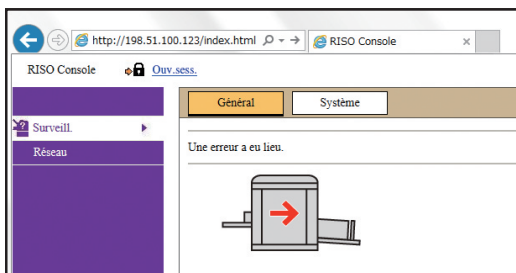 http://198.51.100.123/index.html
RISO Console
RISO Console
Ouv.sess.
Général
Système
Surveill.
Réseau
Une erreur a eu lieu.